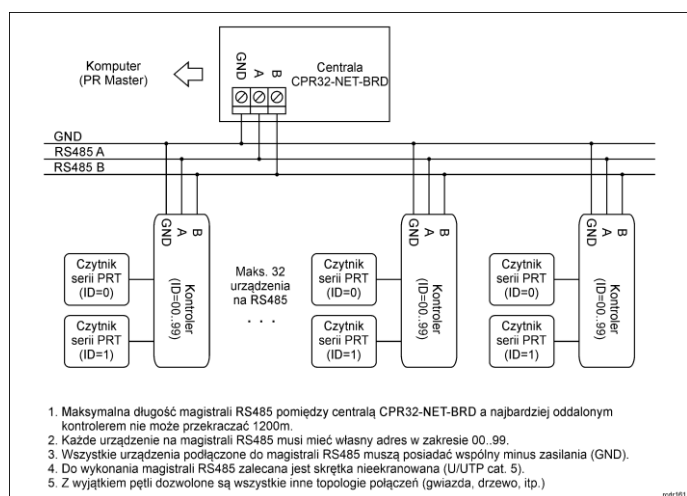 Komputer
(PR Master)
GND
A
B
Centrala
CPR32-NET-BRD
GND
RS485 A
RS485 B
GND
A
B
Kontroler
(ID=00..99)
Czytnik
serii PRT
(ID=0)
Czytnik
serii PRT
(ID=1)
Maks. 32
urządzenia
na RS485
. . .
GND
A
B
Kontroler
(ID=00..99)
Czytnik
serii PRT
(ID=0)
Czytnik
serii PRT
(ID=1)
GND
A
B
Kontroler
(ID=00..99)
Czytnik
serii PRT
(ID=0)
Czytnik
serii PRT
(ID=1)
1. Maksymalna długość magistrali RS485 pomiędzy centralą CPR32-NET-BRD a najbardziej oddalonym
kontrolerem nie może przekraczać 1200m.
2. Każde urządzenie na magistrali RS485 musi mieć własny adres w zakresie 00..99.
3. Wszystkie urządzenia podłączone do magistrali RS485 muszą posiadać wspólny minus zasilania (GND).
4. Do wykonania magistrali RS485 zalecana jest skrętka nieekranowana (U/UTP cat. 5).
5. Z wyjątkiem pętli dozwolone są wszystkie inne topologie połączeń (gwiazda, drzewo, itp.)